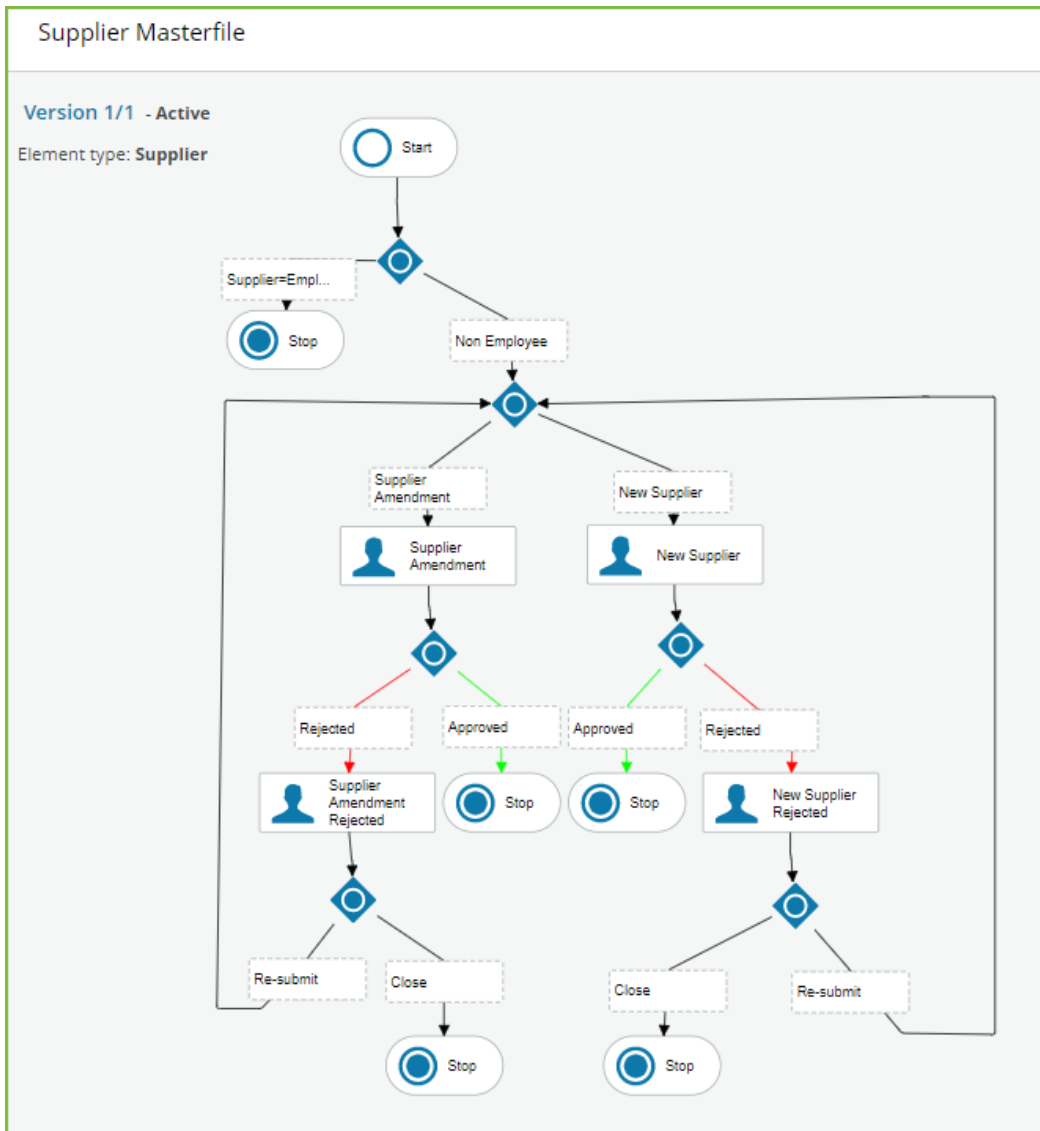 Supplier Masterfile
Version 1/1 - Active
Element type: Supplier
Start
Supplier=Empl...
Stop
Non Employee
Supplier
Amendment
New Supplier
Supplier
Amendment
New Supplier
Rejected
Approved
Approved
Rejected
Supplier
Amendment
Rejected
Stop
Stop
New Supplier
Rejected
Re-submit
Close
Close
Re-submit
Stop
Stop